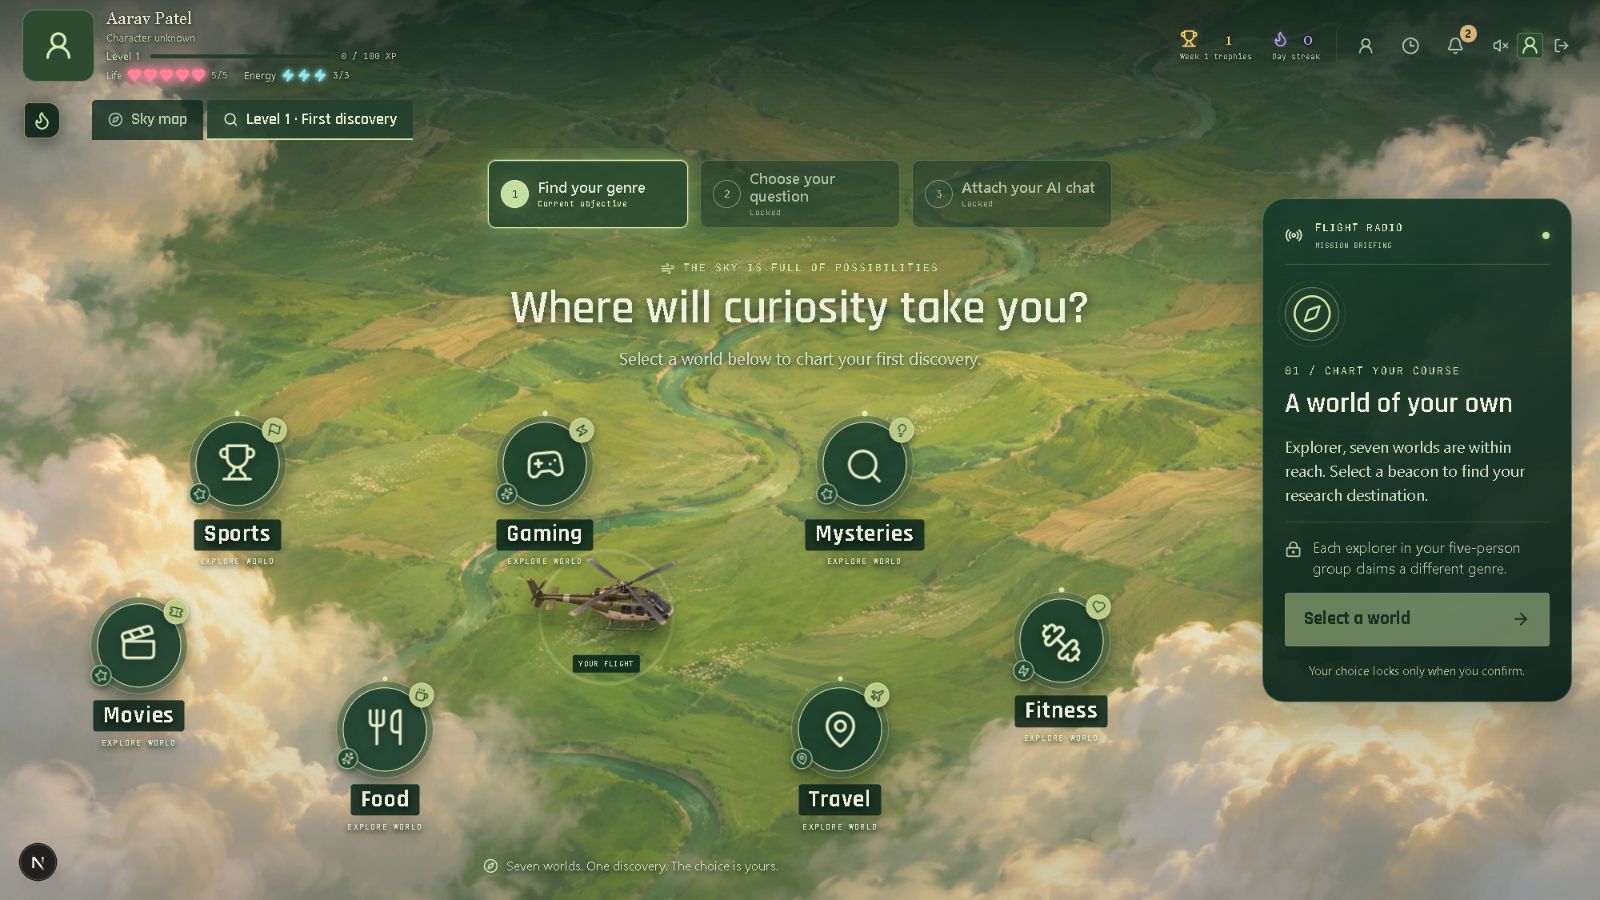 Aarav Patel
Character unknown
Level 1
0 / 100 XP
Life 5/5 Energy 3/3
1
Week 1 trophies
0
Day streak
2
Sky map
Level 1 · First discovery
1
Find your genre
Current objective
2
Choose your
question
Locked
3
Attach your AI chat
Locked
THE SKY IS FULL OF POSSIBILITIES
Where will curiosity take you?
Select a world below to chart your first discovery.
Sports
EXPLORE WORLD
Gaming
EXPLORE WORLD
Mysteries
EXPLORE WORLD
YOUR FLIGHT
Movies
EXPLORE WORLD
Fitness
EXPLORE WORLD
Food
EXPLORE WORLD
Travel
EXPLORE WORLD
Seven worlds. One discovery. The choice is yours.
N
FLIGHT RADIO
MISSION BRIEFING
01 / CHART YOUR COURSE
A world of your own
Explorer, seven worlds are within
reach. Select a beacon to find your
research destination.
Each explorer in your five-person
group claims a different genre.
Select a world
Your choice locks only when you confirm.